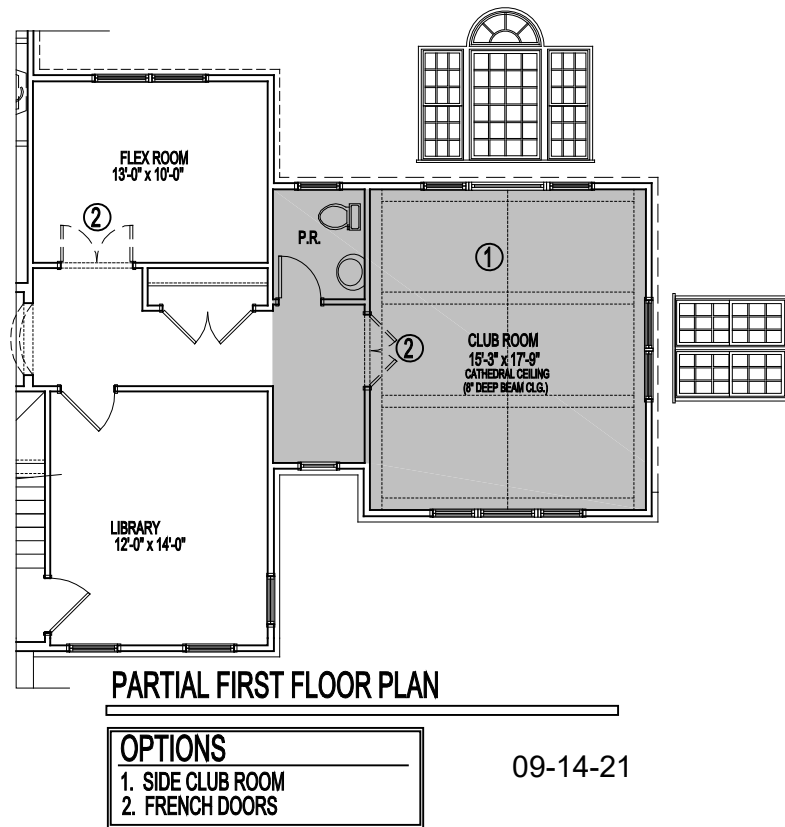 FLEX ROOM
13'-0" x 10'-0"
2
P.R.
1
2
CLUB ROOM
15'-3" x 17'-9"
CATHEDRAL CEILING
(8" DEEP BEAM CLG.)
LIBRARY
12'-0" x 14'-0"
PARTIAL FIRST FLOOR PLAN
OPTIONS
1. SIDE CLUB ROOM
2. FRENCH DOORS
09-14-21